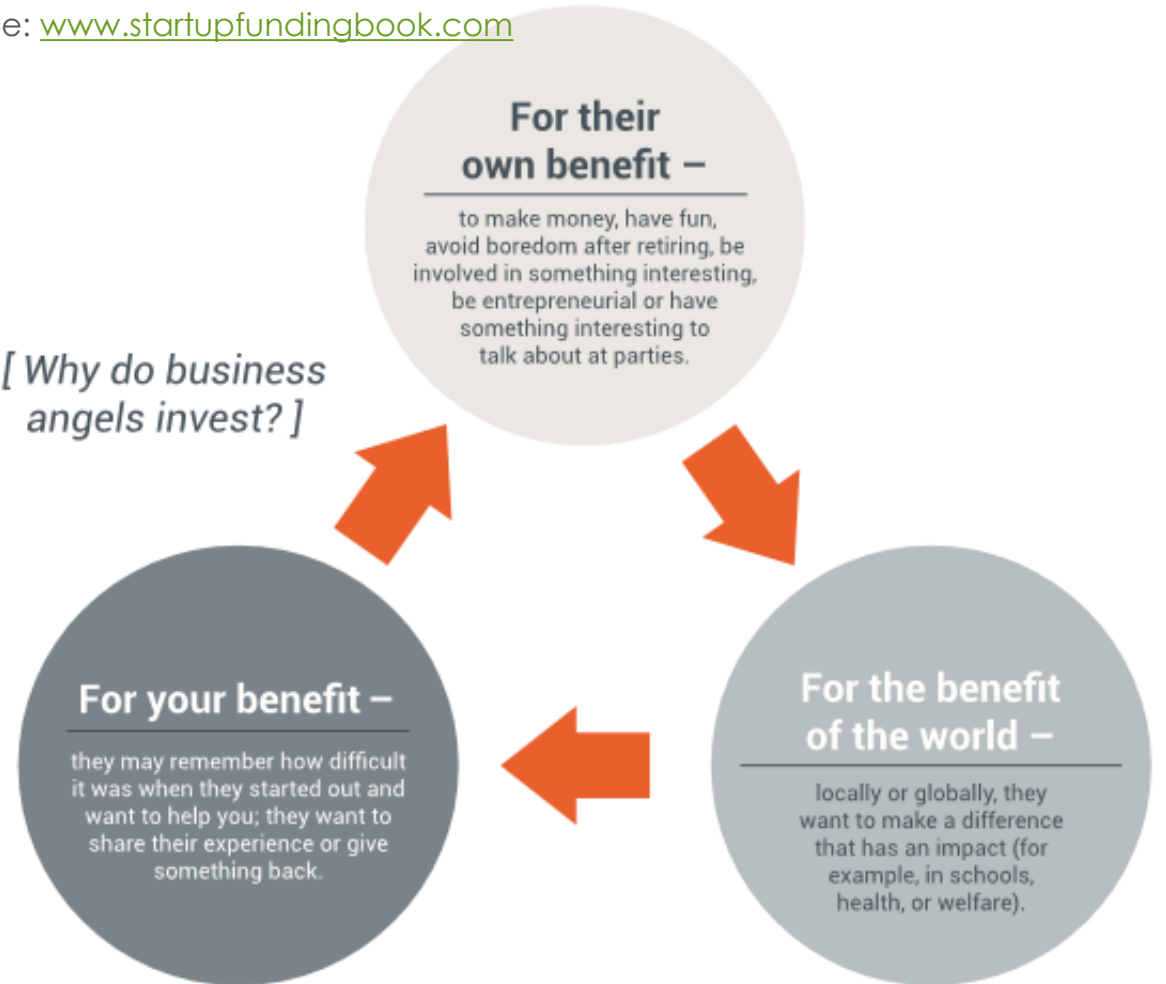 e: www.startupfundingbook.com
For their
own benefit –
to make money, have fun,
avoid boredom after retiring, be
involved in something interesting,
be entrepreneurial or have
something interesting to
talk about at parties.
[ Why do business
angels invest? ]
For your benefit –
they may remember how difficult
it was when they started out and
want to help you; they want to
share their experience or give
something back.
For the benefit
of the world –
locally or globally, they
want to make a difference
that has an impact (for
example, in schools,
health, or welfare).